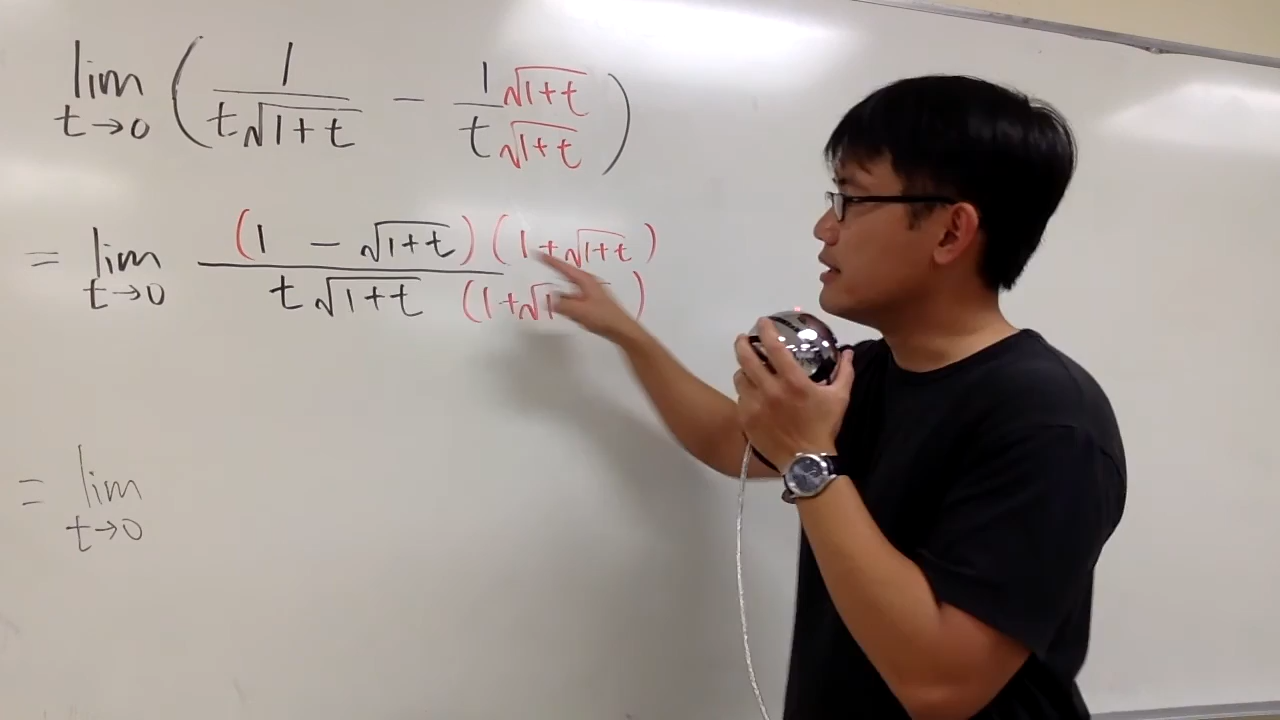 lim t→0 ( 1/(t√(1+t)) − 1√(1+t)/(t√(1+t)) )
= lim t→0 (1 − √(1+t))(1+√(1+t)) / t√(1+t) (1+√1 )
= lim t→0